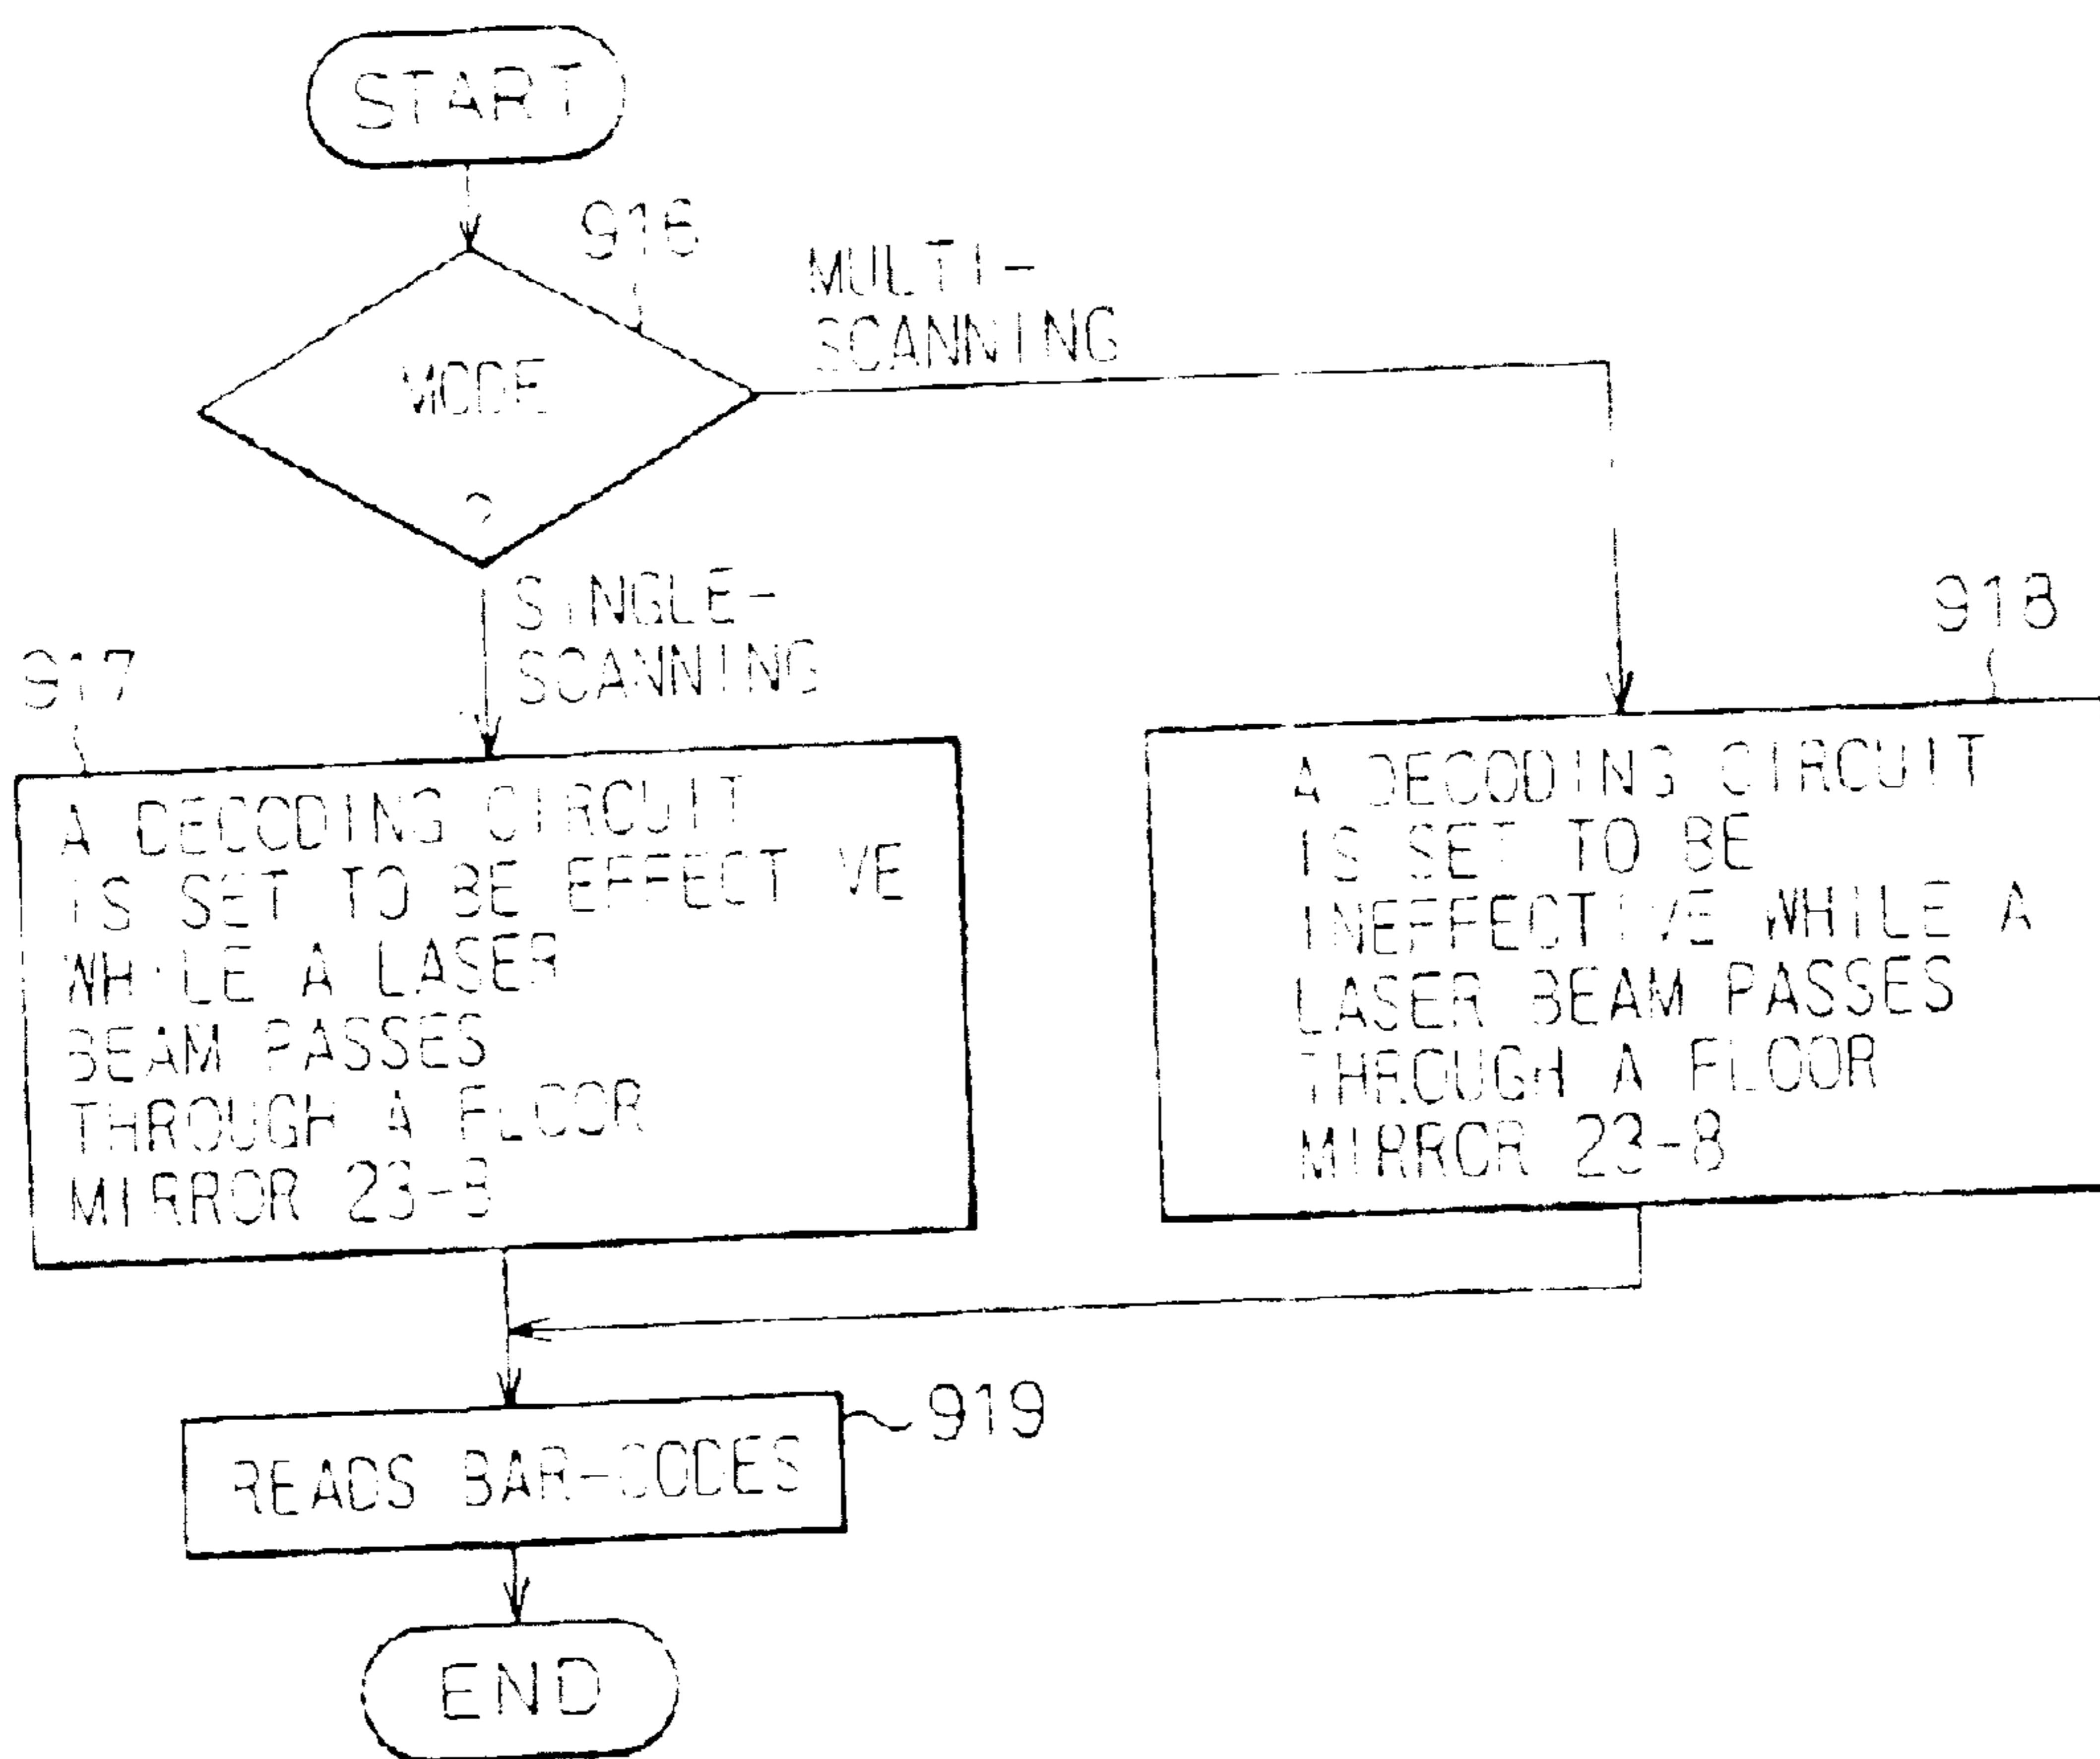 START
916
MODE
?
MULTI-
SCANNING
SINGLE-
SCANNING
917
A DECODING CIRCUIT
IS SET TO BE EFFECTIVE
WHILE A LASER
BEAM PASSES
THROUGH A FLOOR
MIRROR 23-8
918
A DECODING CIRCUIT
IS SET TO BE
INEFFECTIVE WHILE A
LASER BEAM PASSES
THROUGH A FLOOR
MIRROR 23-8
READS BAR-CODES
919
END